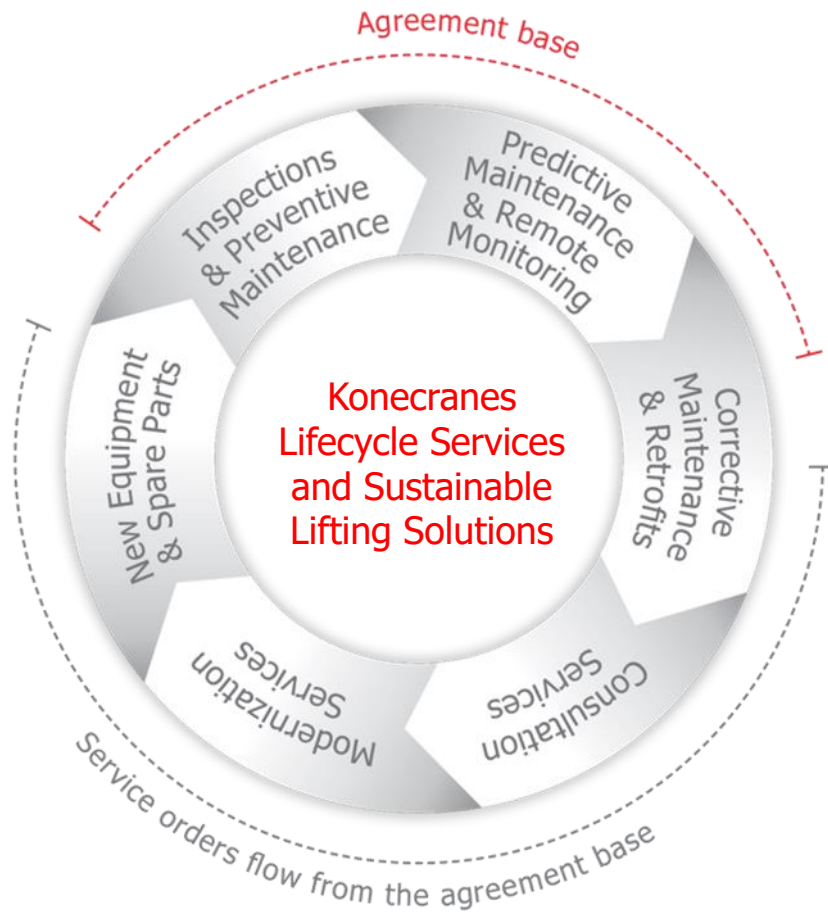 Agreement base
Inspections
& Preventive
Maintenance
Predictive
Maintenance
& Remote
Monitoring
Corrective
Maintenance
& Retrofits
Consultation
Services
Modernization
Services
New Equipment
& Spare Parts
Konecranes
Lifecycle Services
and Sustainable
Lifting Solutions
Service orders flow from the agreement base